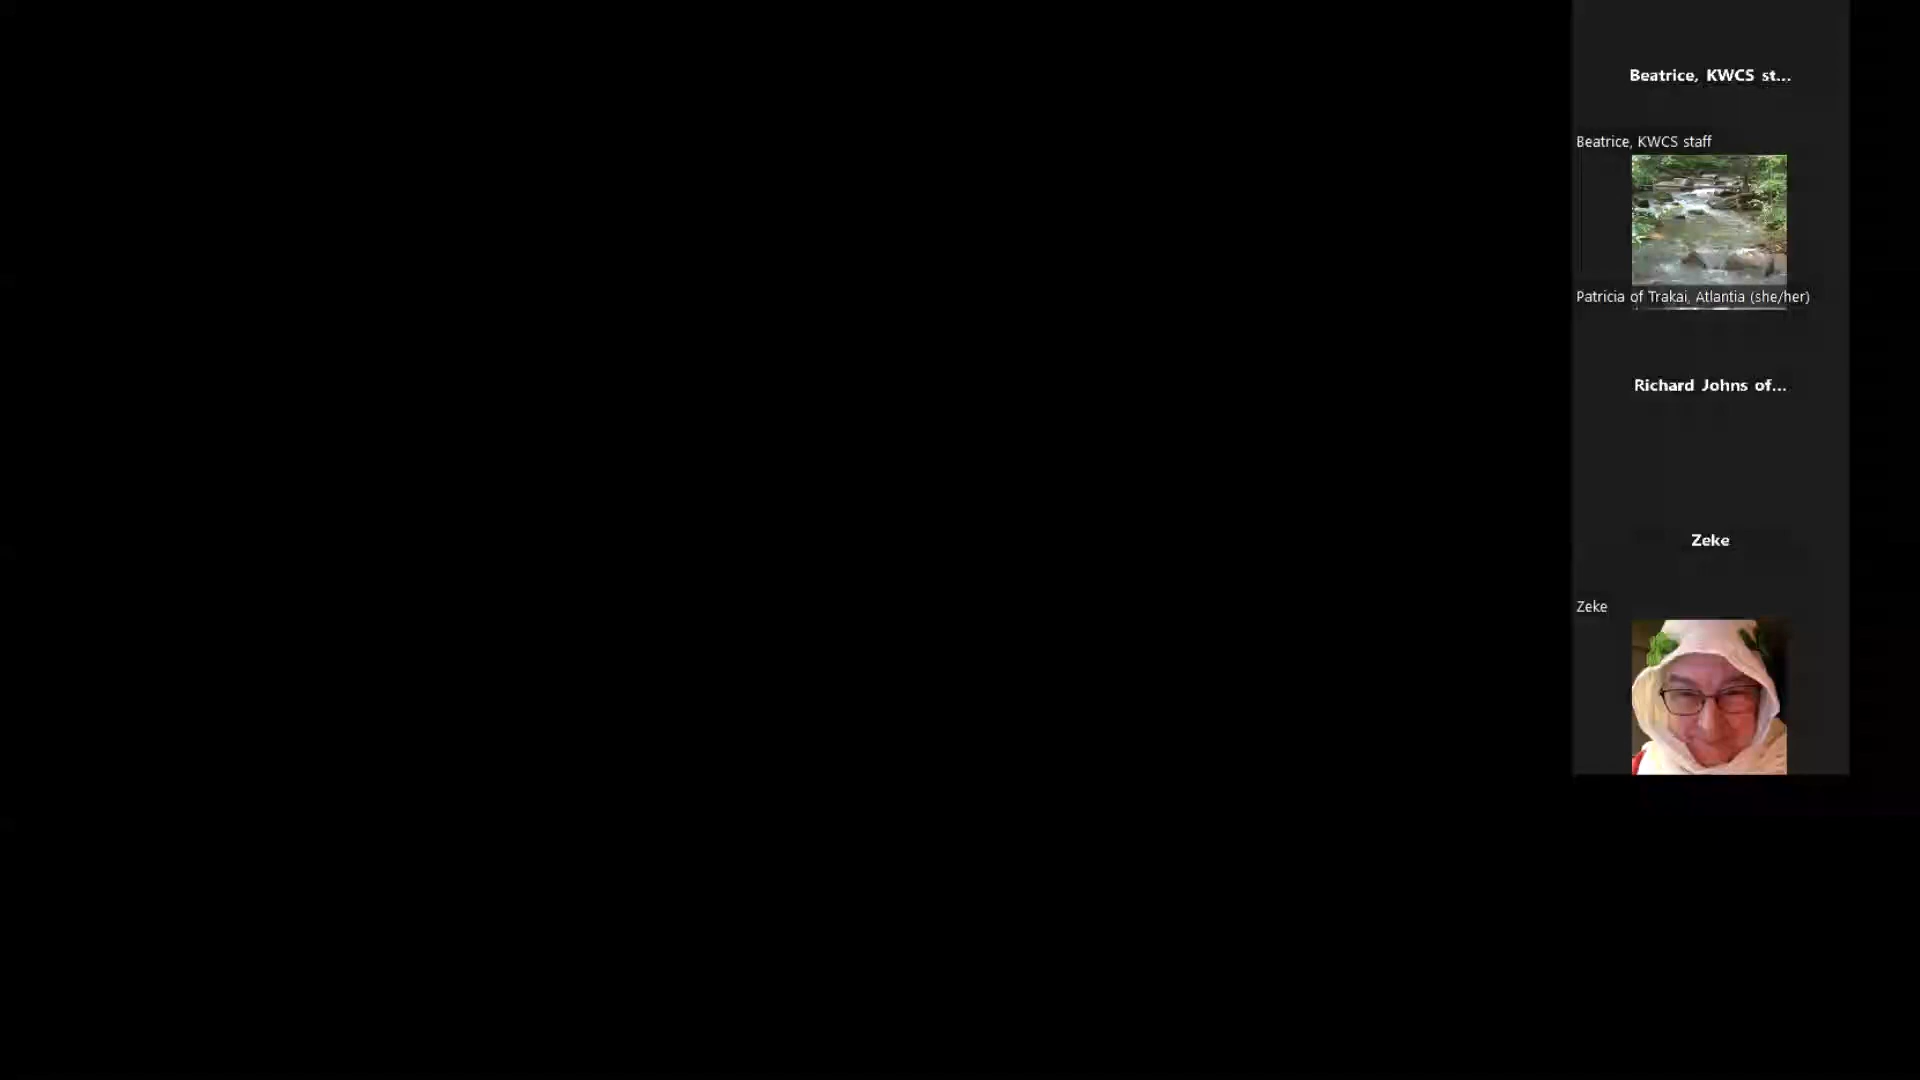 Beatrice, KWCS st...
Beatrice, KWCS staff
Patricia of Trakai, Atlantia (she/her)
Richard Johns of...
Zeke
Zeke